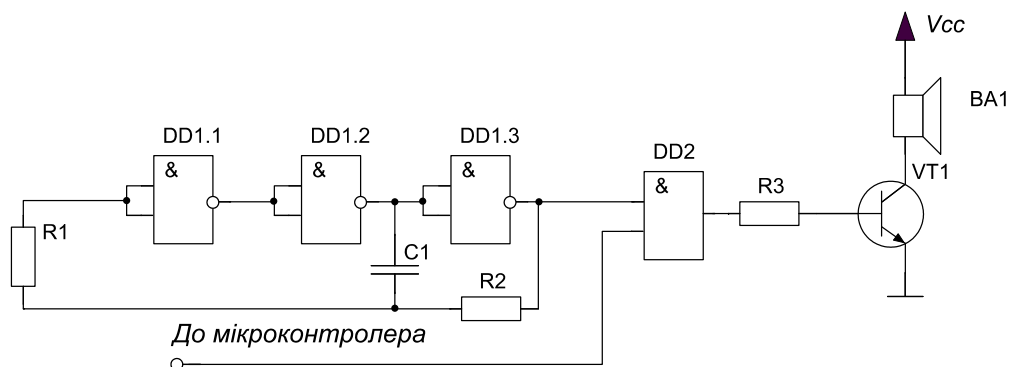 Vcc
BA1
DD1.1
DD1.2
DD1.3
DD2
VT1
&
&
&
&
R3
R1
C1
R2
До мікроконтролера